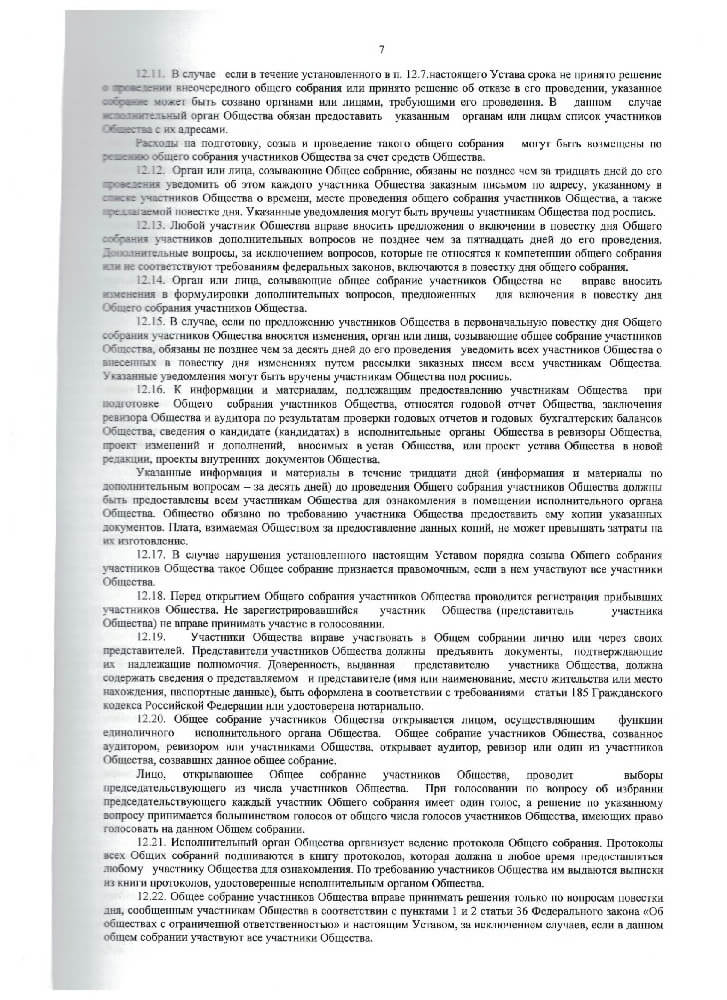 7
12.11. В случае если в течение установленного в п. 12.7.настоящего Устава срока не принято решение
о проведении внеочередного общего собрания или принято решение об отказе в его проведении, указанное
собрание может быть созвано органами или лицами, требующими его проведения. В данном случае
исполнительный орган Общества обязан предоставить указанным органам или лицам список участников
Общества с их адресами.
Расходы на подготовку, созыв и проведение такого общего собрания могут быть возмещены по
решению общего собрания участников Общества за счет средств Общества.
12.12. Орган или лица, созывающие Общее собрание, обязаны не позднее чем за тридцать дней до его
проведения уведомить об этом каждого участника Общества заказным письмом по адресу, указанному в
списке участников Общества о времени, месте проведения общего собрания участников Общества, а также
предлагаемой повестке дня. Указанные уведомления могут быть вручены участникам Общества под роспись.
12.13. Любой участник Общества вправе вносить предложения о включении в повестку дня Общего
собрания участников дополнительных вопросов не позднее чем за пятнадцать дней до его проведения.
Дополнительные вопросы, за исключением вопросов, которые не относятся к компетенции общего собрания
или не соответствуют требованиям федеральных законов, включаются в повестку дня общего собрания.
12.14. Орган или лица, созывающие общее собрание участников Общества не вправе вносить
изменения в формулировки дополнительных вопросов, предложенных для включения в повестку дня
Общего собрания участников Общества.
12.15. В случае, если по предложению участников Общества в первоначальную повестку дня Общего
собрания участников Общества вносятся изменения, орган или лица, созывающие общее собрание участников
Общества, обязаны не позднее чем за десять дней до его проведения уведомить всех участников Общества о
внесенных в повестку дня изменениях путем рассылки заказных писем всем участникам Общества.
Указанные уведомления могут быть вручены участникам Общества под роспись.
12.16. К информации и материалам, подлежащим предоставлению участникам Общества при
подготовке Общего собрания участников Общества, относятся годовой отчет Общества, заключения
ревизора Общества и аудитора по результатам проверки годовых отчетов и годовых бухгалтерских балансов
Общества, сведения о кандидате (кандидатах) в исполнительные органы Общества в ревизоры Общества,
проект изменений и дополнений, вносимых в устав Общества, или проект устава Общества в новой
редакции, проекты внутренних документов Общества.
Указанные информация и материалы в течение тридцати дней (информация и материалы по
дополнительным вопросам – за десять дней) до проведения Общего собрания участников Общества должны
быть предоставлены всем участникам Общества для ознакомления в помещении исполнительного органа
Общества. Общество обязано по требованию участника Общества предоставить ему копии указанных
документов. Плата, взимаемая Обществом за предоставление данных копий, не может превышать затраты на
их изготовление.
12.17. В случае нарушения установленного настоящим Уставом порядка созыва Общего собрания
участников Общества такое Общее собрание признается правомочным, если в нем участвуют все участники
Общества.
12.18. Перед открытием Общего собрания участников Общества проводится регистрация прибывших
участников Общества. Не зарегистрировавшийся участник Общества (представитель участника
Общества) не вправе принимать участие в голосовании.
12.19. Участники Общества вправе участвовать в Общем собрании лично или через своих
представителей. Представители участников Общества должны предъявить документы, подтверждающие
их надлежащие полномочия. Доверенность, выданная представителю участника Общества, должна
содержать сведения о представляемом и представителе (имя или наименование, место жительства или место
нахождения, паспортные данные), быть оформлена в соответствии с требованиями статьи 185 Гражданского
кодекса Российской Федерации или удостоверена нотариально.
12.20. Общее собрание участников Общества открывается лицом, осуществляющим функции
единоличного исполнительного органа Общества. Общее собрание участников Общества, созванное
аудитором, ревизором или участниками Общества, открывает аудитор, ревизор или один из участников
Общества, созвавших данное общее собрание.
Лицо, открывающее Общее собрание участников Общества, проводит выборы
председательствующего из числа участников Общества. При голосовании по вопросу об избрании
председательствующего каждый участник Общего собрания имеет один голос, а решение по указанному
вопросу принимается большинством голосов от общего числа голосов участников Общества, имеющих право
голосовать на данном Общем собрании.
12.21. Исполнительный орган Общества организует ведение протокола Общего собрания. Протоколы
всех Общих собраний подшиваются в книгу протоколов, которая должна в любое время предоставляться
любому участнику Общества для ознакомления. По требованию участников Общества им выдаются выписки
из книги протоколов, удостоверенные исполнительным органом Общества.
12.22. Общее собрание участников Общества вправе принимать решения только по вопросам повестки
дня, сообщенным участникам Общества в соответствии с пунктами 1 и 2 статьи 36 Федерального закона «Об
обществах с ограниченной ответственностью» и настоящим Уставом, за исключением случаев, если в данном
общем собрании участвуют все участники Общества.